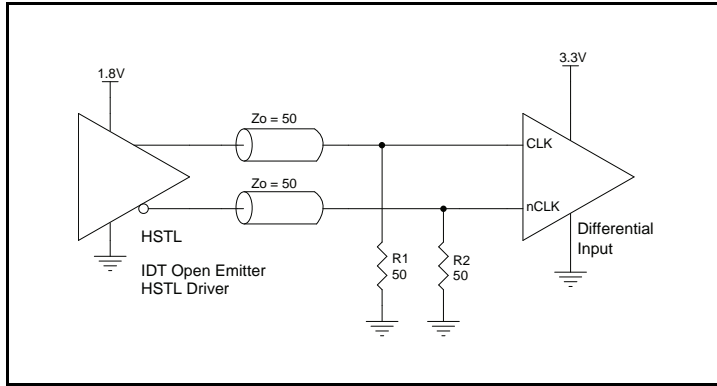 1.8V
3.3V
Zo = 50
CLK
Zo = 50
nCLK
HSTL
IDT Open Emitter
HSTL Driver
R1
50
R2
50
Differential
Input